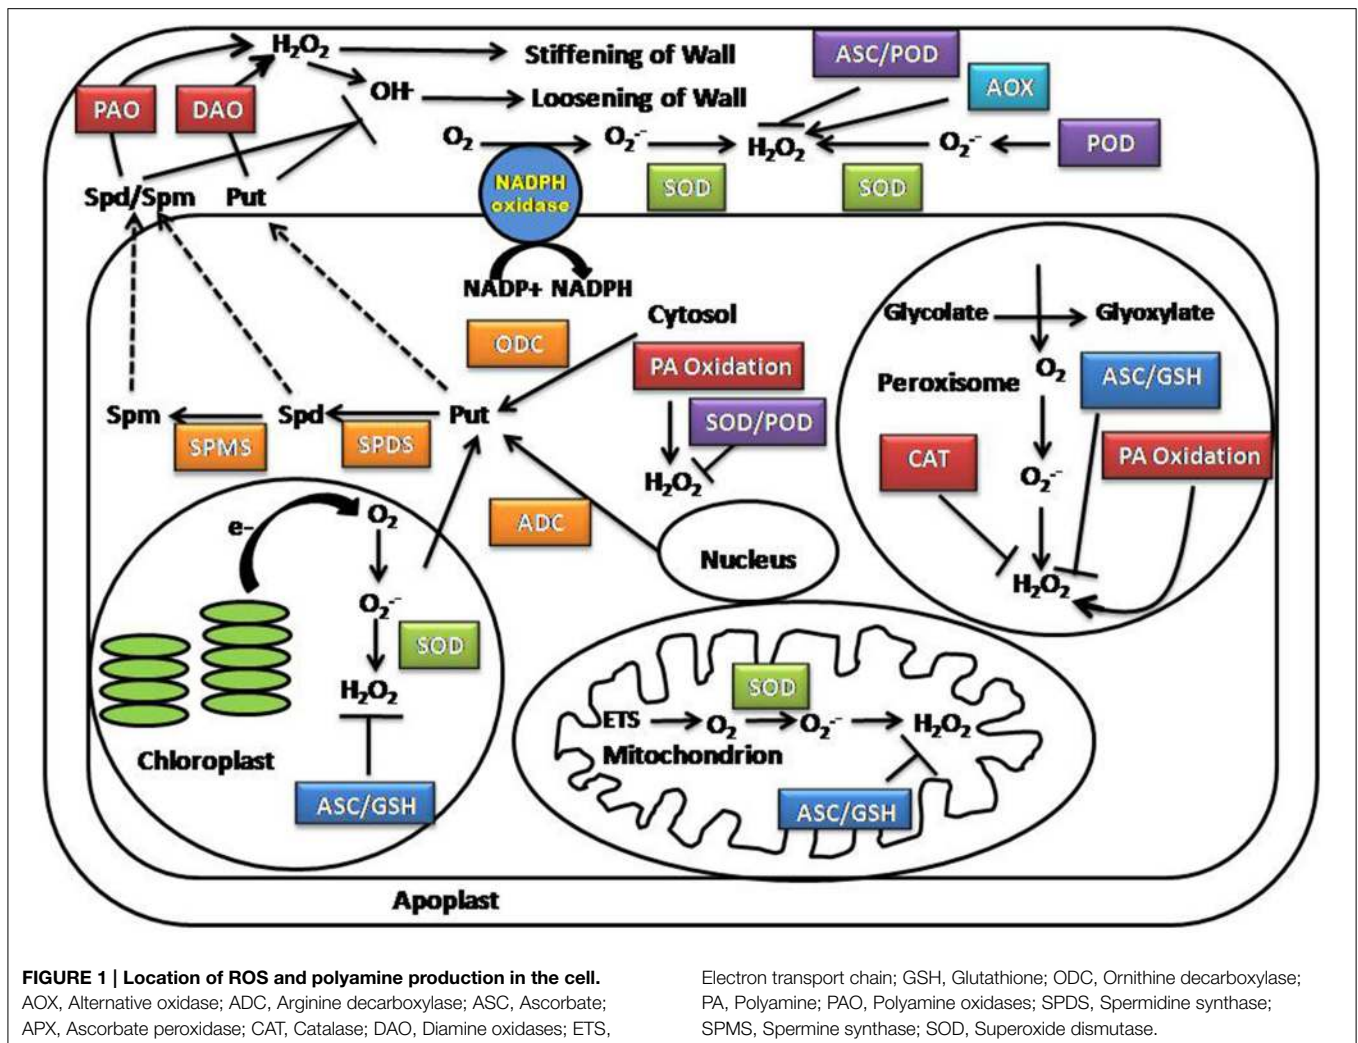 H₂O₂
Stiffening of Wall
ASC/POD
PAO
DAO
OH-
Loosening of Wall
AOX
O₂
O₂·⁻
H₂O₂
O₂·⁻
POD
NADPH
oxidase
SOD
SOD
Spd/Spm
Put
NADP+ NADPH
ODC
Cytosol
PA Oxidation
SOD/POD
H₂O₂
Spm
SPMS
Spd
SPDS
Put
ADC
Nucleus
Glycolate
Glyoxylate
O₂
Peroxisome
ASC/GSH
CAT
O₂·⁻
PA Oxidation
H₂O₂
e-
O₂
O₂·⁻
SOD
H₂O₂
Chloroplast
ASC/GSH
SOD
ETS
O₂
O₂·⁻
H₂O₂
Mitochondrion
ASC/GSH
Apoplast
FIGURE 1 | Location of ROS and polyamine production in the cell.
AOX, Alternative oxidase; ADC, Arginine decarboxylase; ASC, Ascorbate;
APX, Ascorbate peroxidase; CAT, Catalase; DAO, Diamine oxidases; ETS,
Electron transport chain; GSH, Glutathione; ODC, Ornithine decarboxylase;
PA, Polyamine; PAO, Polyamine oxidases; SPDS, Spermidine synthase;
SPMS, Spermine synthase; SOD, Superoxide dismutase.